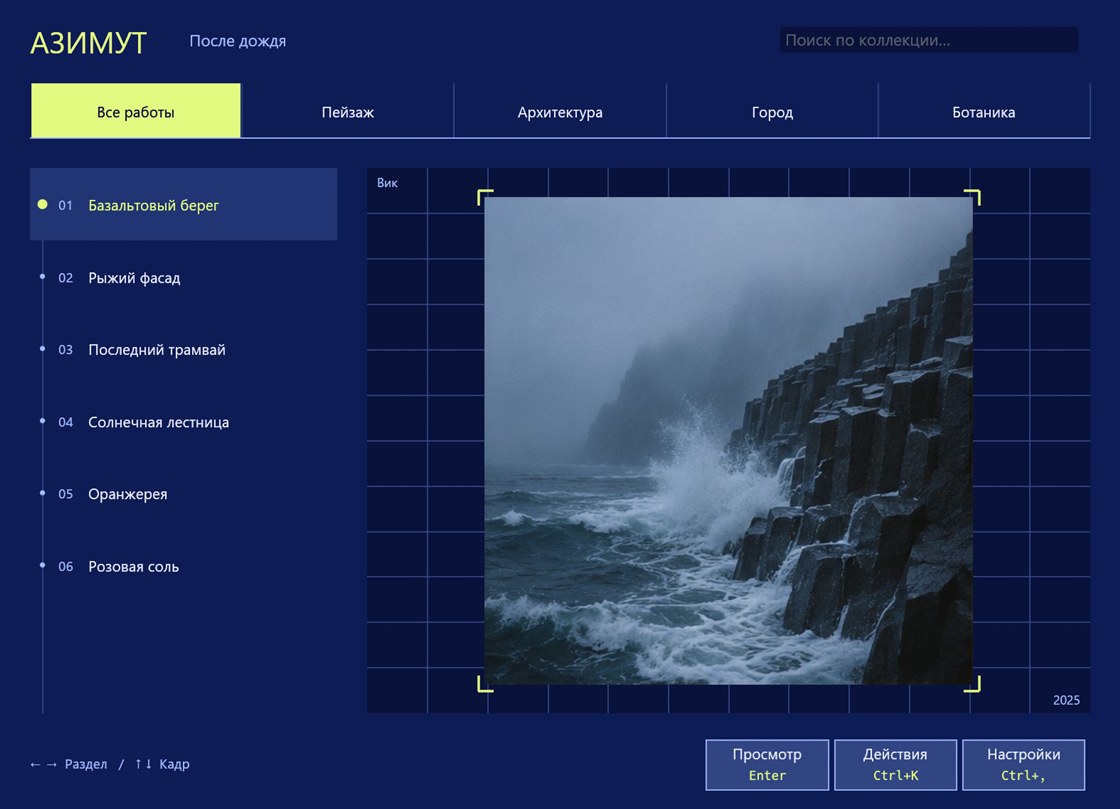 АЗИМУТ
После дождя
Поиск по коллекции...
Все работы
Пейзаж
Архитектура
Город
Ботаника
01 Базальтовый берег
02 Рыжий фасад
03 Последний трамвай
04 Солнечная лестница
05 Оранжерея
06 Розовая соль
Вик
2025
←→ Раздел / ↑↓ Кадр
Просмотр
Enter
Действия
Ctrl+K
Настройки
Ctrl+,